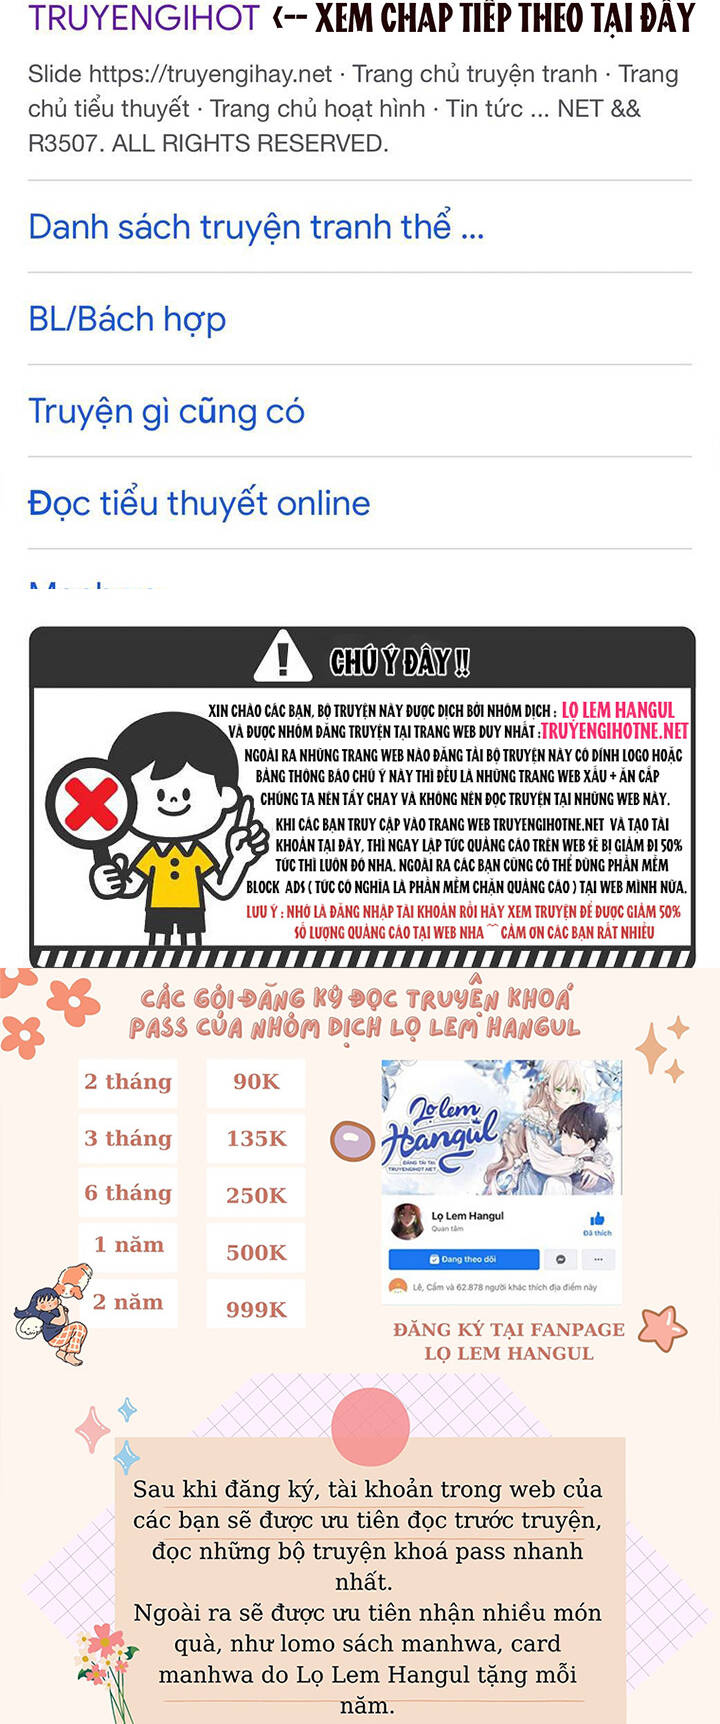 TRUYENGIHOT <-- XEM CHAP TIẾP THEO TẠI ĐÂY
Slide https://truyengihay.net · Trang chủ truyện tranh · Trang
chủ tiểu thuyết · Trang chủ hoạt hình · Tin tức ... NET &&
R3507. ALL RIGHTS RESERVED.
Danh sách truyện tranh thể ...
BL/Bách hợp
Truyện gì cũng có
Đọc tiểu thuyết online
! CHÚ Ý ĐÂY !!
XIN CHÀO CÁC BẠN, BỘ TRUYỆN NÀY ĐƯỢC DỊCH BỞI NHÓM DỊCH : LỌ LEM HANGUL
VÀ ĐƯỢC NHÓM ĐĂNG TRUYỆN TẠI TRANG WEB DUY NHẤT :TRUYENGIHOTNE.NET
NGOÀI RA NHỮNG TRANG WEB NÀO ĐĂNG TẢI BỘ TRUYỆN NÀY CÓ DÍNH LOGO HOẶC
BẢNG THÔNG BÁO CHÚ Ý NÀY THÌ ĐỀU LÀ NHỮNG TRANG WEB XẤU + ĂN CẮP
CHÚNG TA NÊN TẨY CHAY VÀ KHÔNG NÊN ĐỌC TRUYỆN TẠI NHỮNG WEB NÀY.
KHI CÁC BẠN TRUY CẬP VÀO TRANG WEB TRUYENGIHOTNE.NET VÀ TẠO TÀI
KHOẢN TẠI ĐÂY, THÌ NGAY LẬP TỨC QUẢNG CÁO TRÊN WEB SẼ BỊ GIẢM ĐI 50%
TỨC THÌ LUÔN ĐÓ NHA. NGOÀI RA CÁC BẠN CŨNG CÓ THỂ DÙNG PHẦN MỀM
BLOCK ADS ( TỨC CÓ NGHĨA LÀ PHẦN MỀM CHẶN QUẢNG CÁO ) TẠI WEB MÌNH NỮA.
LƯU Ý : NHỚ LÀ ĐĂNG NHẬP TÀI KHOẢN RỒI HÃY XEM TRUYỆN ĐỂ ĐƯỢC GIẢM 50%
SỐ LƯỢNG QUẢNG CÁO TẠI WEB NHA ^^ CẢM ƠN CÁC BẠN RẤT NHIỀU
CÁC GÓI ĐĂNG KÝ ĐỌC TRUYỆN KHOÁ
PASS CỦA NHÓM DỊCH LỌ LEM HANGUL
2 tháng 90K
3 tháng 135K
6 tháng 250K
1 năm 500K
2 năm 999K
Lọ lem
Hangul
ĐĂNG TẢI TẠI
TRUYENGIHOT.NET
Lọ Lem Hangul
Quan tâm
Đã thích
Đang theo dõi
Lê, Cẩm và 62.878 người khác thích địa điểm này
ĐĂNG KÝ TẠI FANPAGE
LỌ LEM HANGUL
Sau khi đăng ký, tài khoản trong web của
các bạn sẽ được ưu tiên đọc trước truyện,
đọc những bộ truyện khoá pass nhanh
nhất.
Ngoài ra sẽ được ưu tiên nhận nhiều món
quà, như lomo sách manhwa, card
manhwa do Lọ Lem Hangul tặng mỗi
năm.